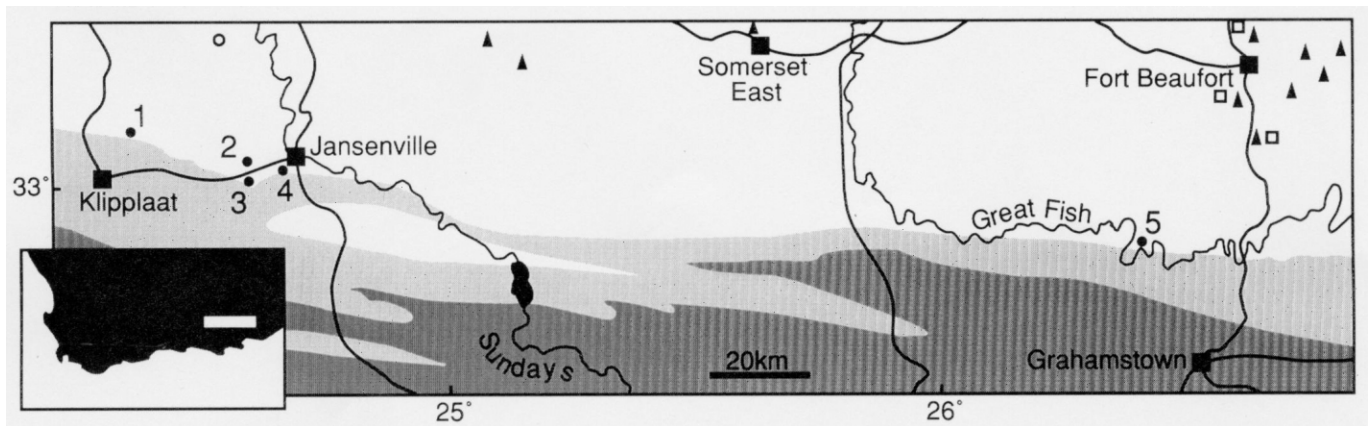 1
Somerset
East
Fort Beaufort
2
Jansenville
33°
Klipplaat
3
4
Great Fish
5
Sundays
20km
Grahamstown
25°
26°